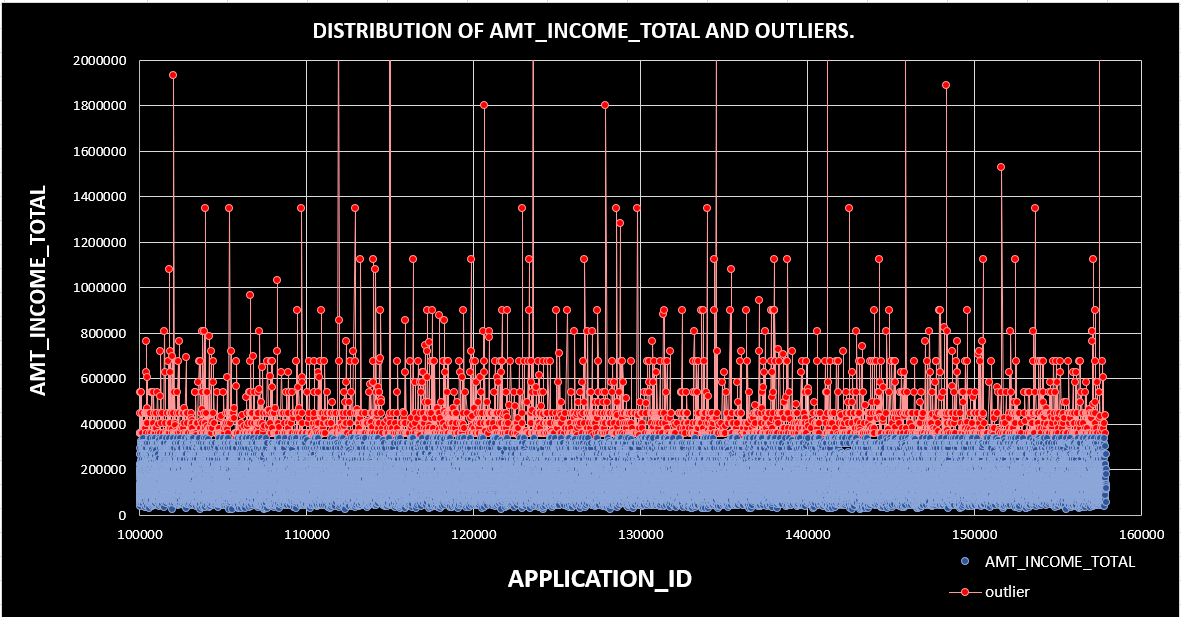 DISTRIBUTION OF AMT_INCOME_TOTAL AND OUTLIERS.
AMT_INCOME_TOTAL
2000000
1800000
1600000
1400000
1200000
1000000
800000
600000
400000
200000
0
100000 110000 120000 130000 140000 150000 160000
APPLICATION_ID
AMT_INCOME_TOTAL
outlier